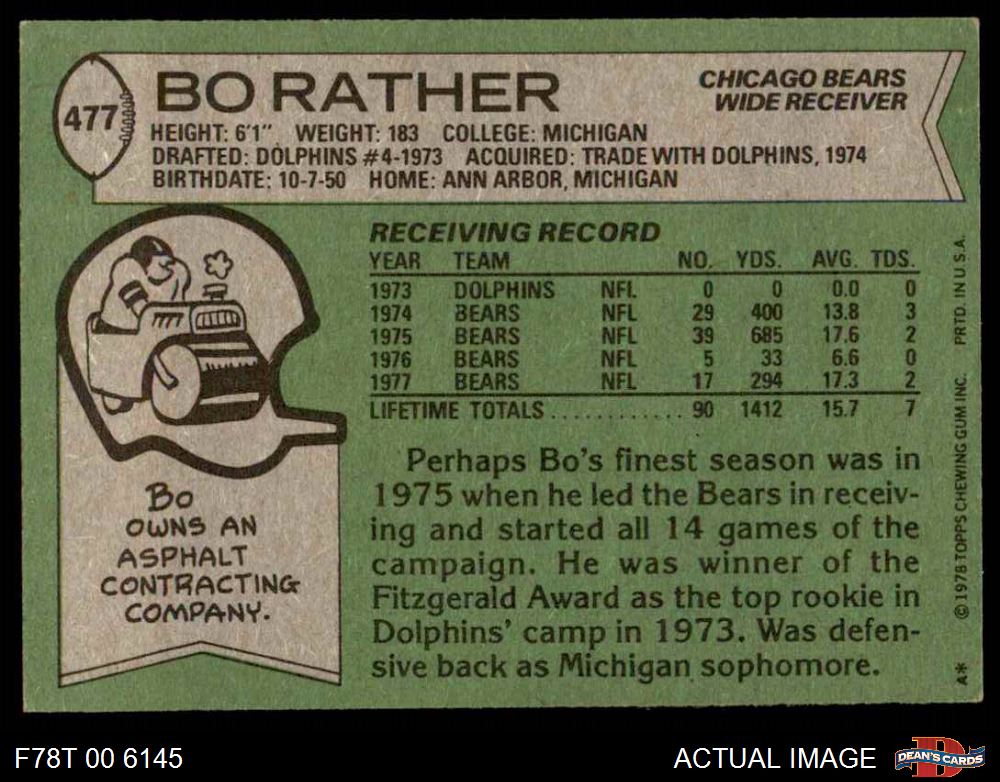 477
BO RATHER
CHICAGO BEARS
WIDE RECEIVER
HEIGHT: 6'1" WEIGHT: 183 COLLEGE: MICHIGAN
DRAFTED: DOLPHINS #4-1973 ACQUIRED: TRADE WITH DOLPHINS, 1974
BIRTHDATE: 10-7-50 HOME: ANN ARBOR, MICHIGAN
RECEIVING RECORD
YEAR TEAM NO. YDS. AVG. TDS.
1973 DOLPHINS NFL 0 0 0.0 0
1974 BEARS NFL 29 400 13.8 3
1975 BEARS NFL 39 685 17.6 2
1976 BEARS NFL 5 33 6.6 0
1977 BEARS NFL 17 294 17.3 2
LIFETIME TOTALS............ 90 1412 15.7 7
Bo
OWNS AN
ASPHALT
CONTRACTING
COMPANY.
Perhaps Bo's finest season was in
1975 when he led the Bears in receiv-
ing and started all 14 games of the
campaign. He was winner of the
Fitzgerald Award as the top rookie in
Dolphins' camp in 1973. Was defen-
sive back as Michigan sophomore.
A* © 1978 TOPPS CHEWING GUM INC. PRTD. IN U.S.A.
F78T 00 6145
ACTUAL IMAGE
D
DEAN'S CARDS